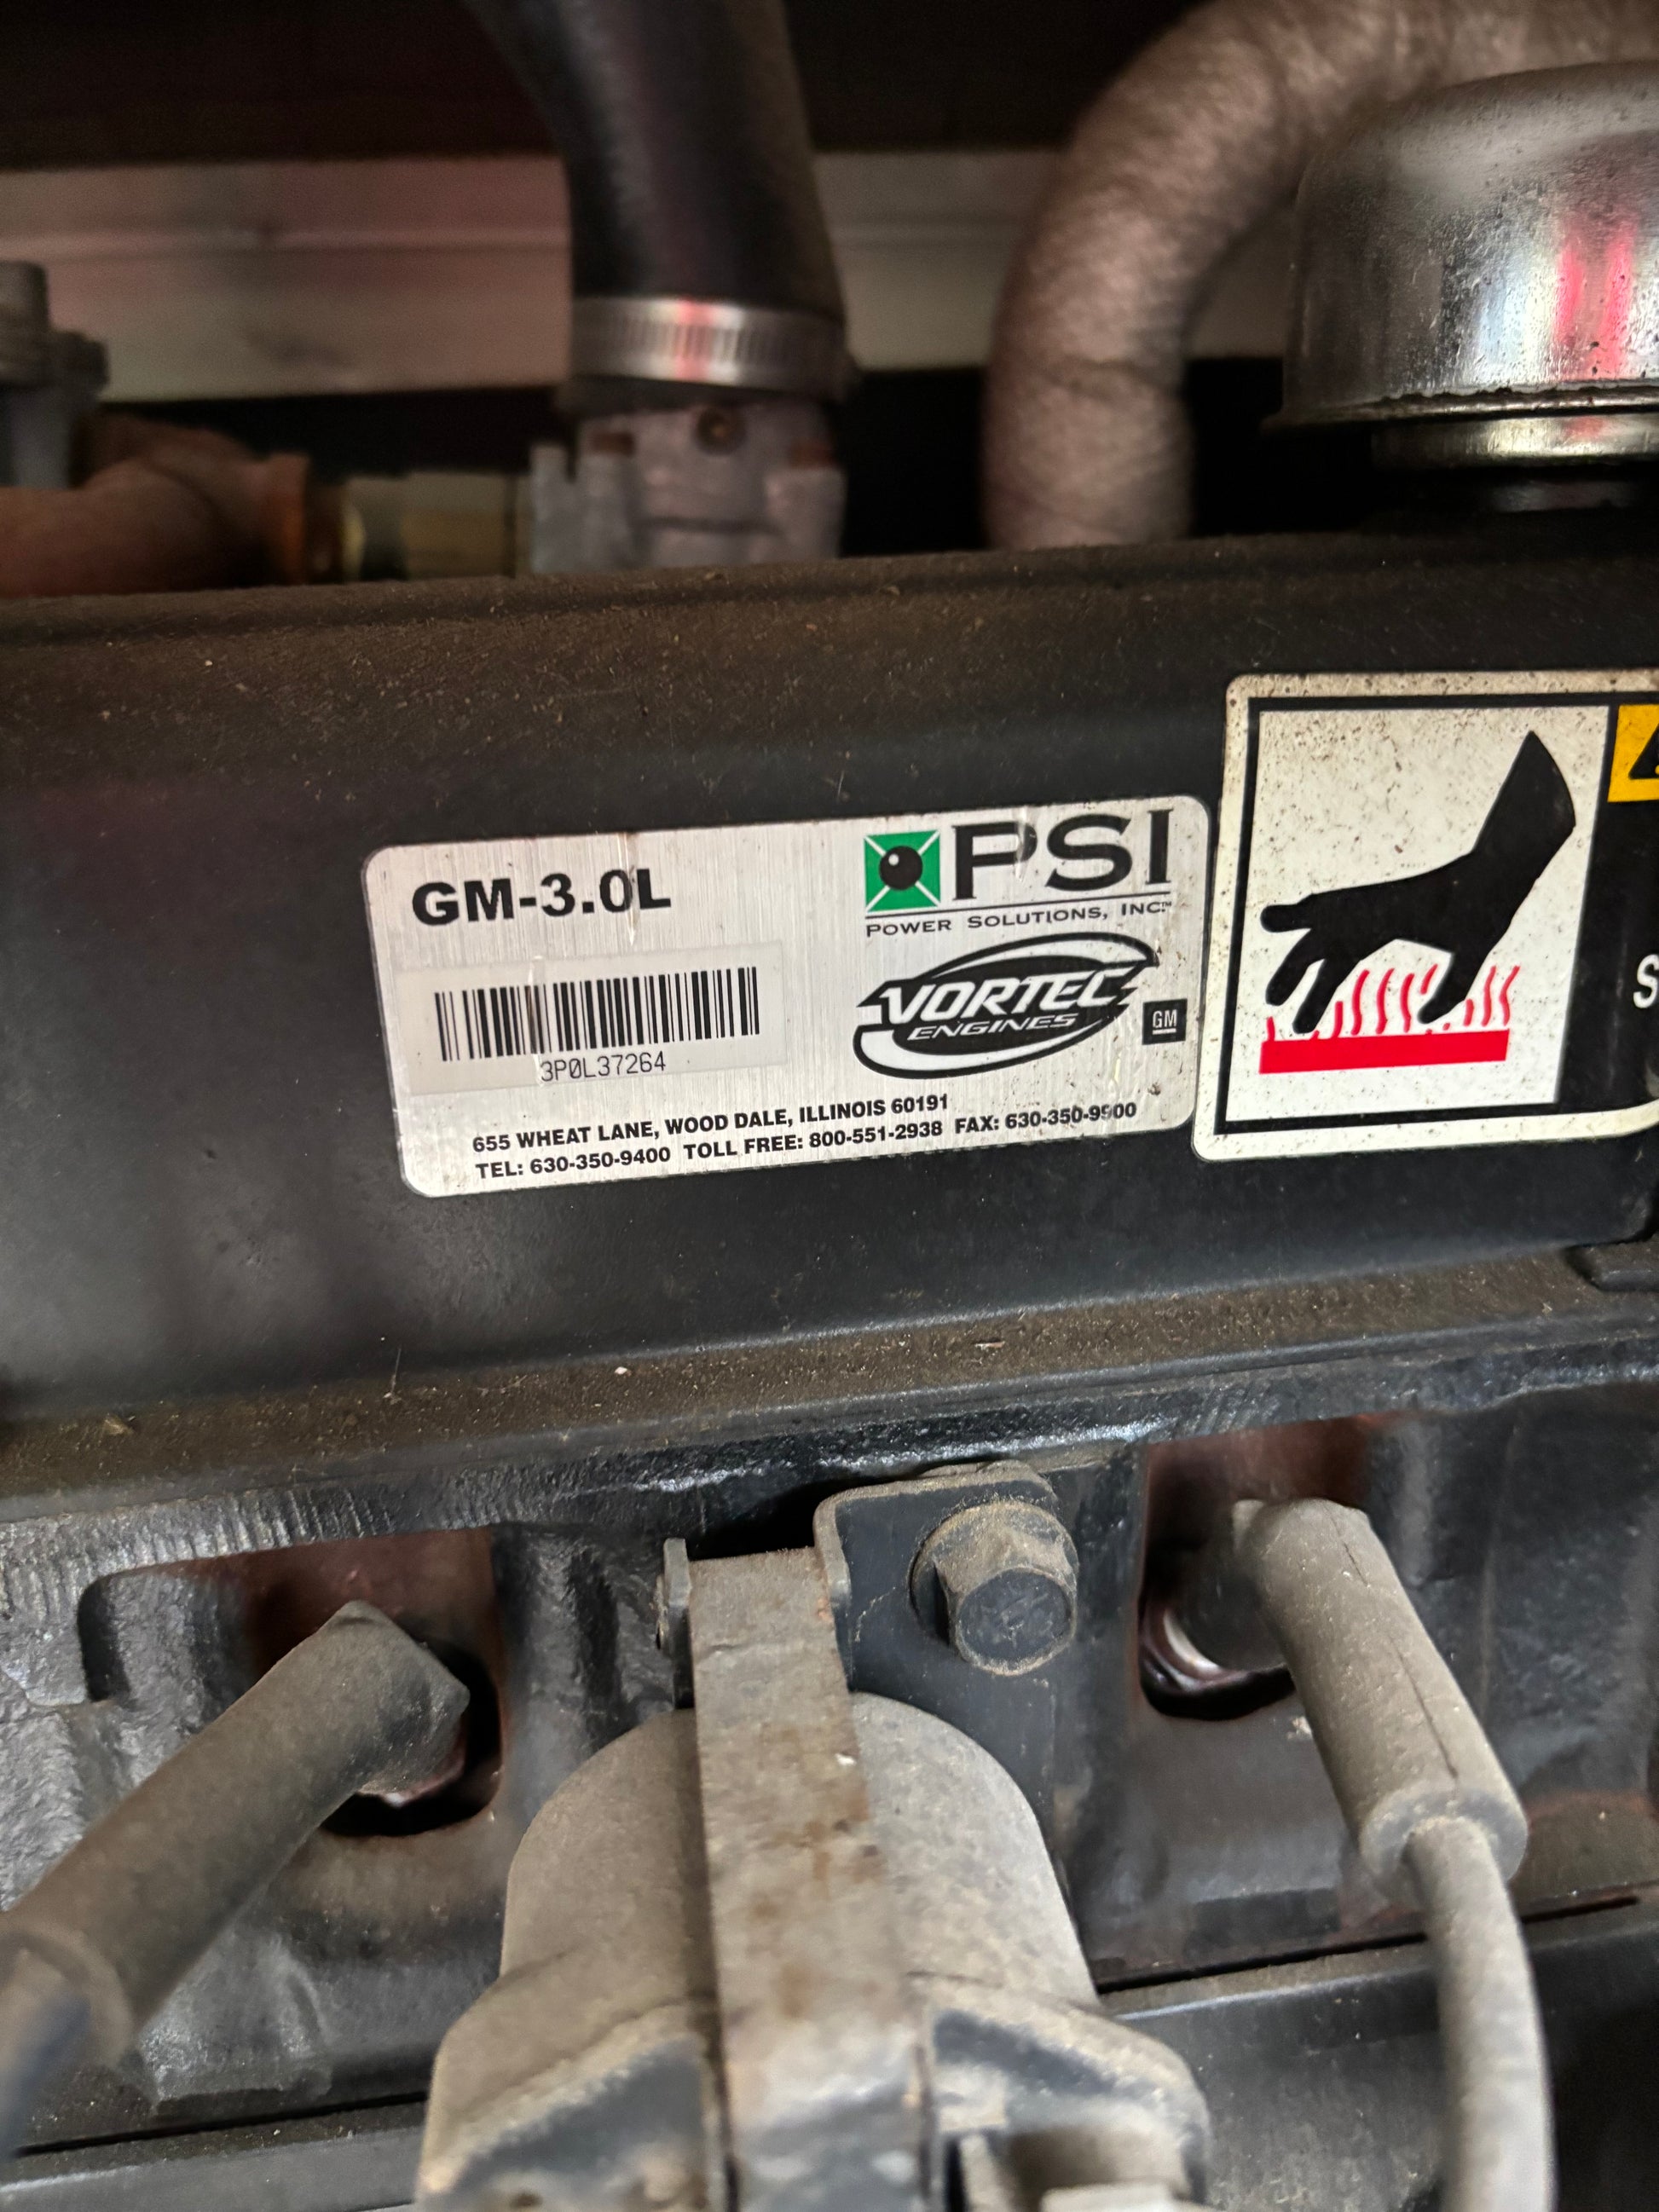 GM-3.0L
PSI
POWER SOLUTIONS, INC.™
VORTEC
ENGINES
GM
3P0L37264
655 WHEAT LANE, WOOD DALE, ILLINOIS 60191
TEL: 630-350-9400 TOLL FREE: 800-551-2938 FAX: 630-350-9900
S